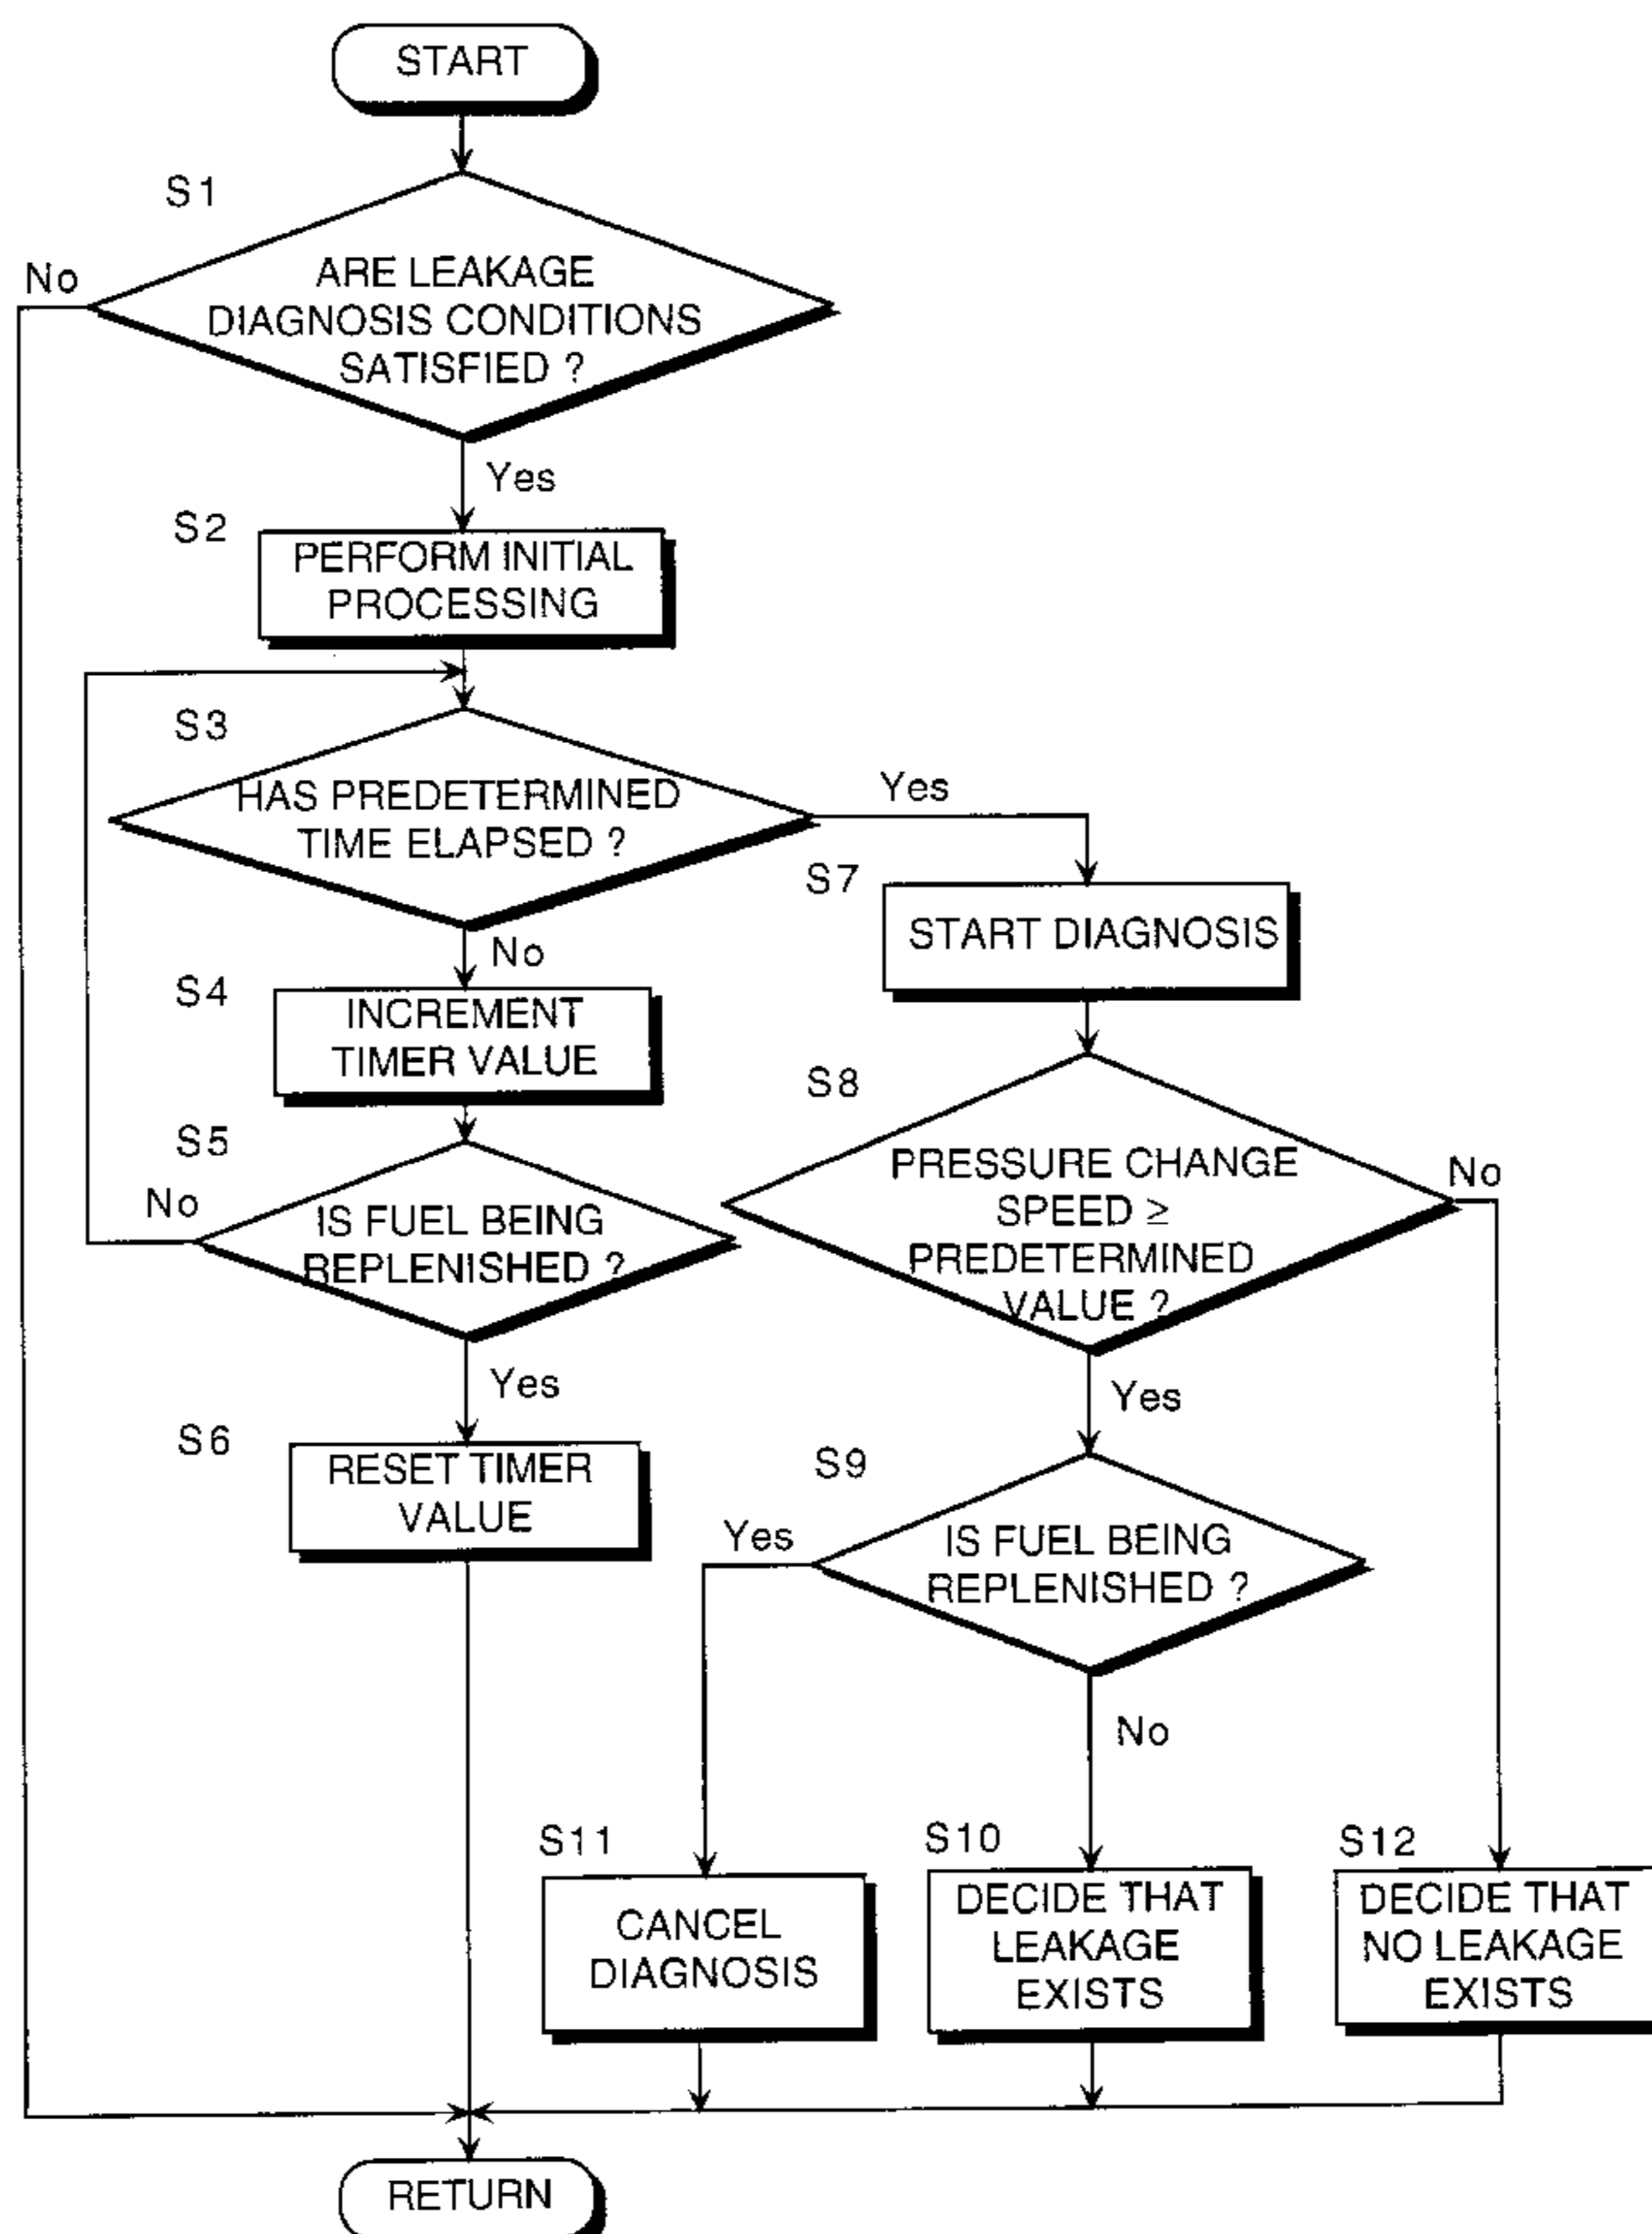 START
S1
No
ARE LEAKAGE
DIAGNOSIS CONDITIONS
SATISFIED ?
Yes
S2
PERFORM INITIAL
PROCESSING
S3
HAS PREDETERMINED
TIME ELAPSED ?
Yes
No
S4
INCREMENT
TIMER VALUE
S5
No
IS FUEL BEING
REPLENISHED ?
Yes
S6
RESET TIMER
VALUE
S7
START DIAGNOSIS
S8
PRESSURE CHANGE
SPEED ≥
PREDETERMINED
VALUE ?
No
Yes
S9
Yes
IS FUEL BEING
REPLENISHED ?
No
S11
CANCEL
DIAGNOSIS
S10
DECIDE THAT
LEAKAGE
EXISTS
S12
DECIDE THAT
NO LEAKAGE
EXISTS
RETURN